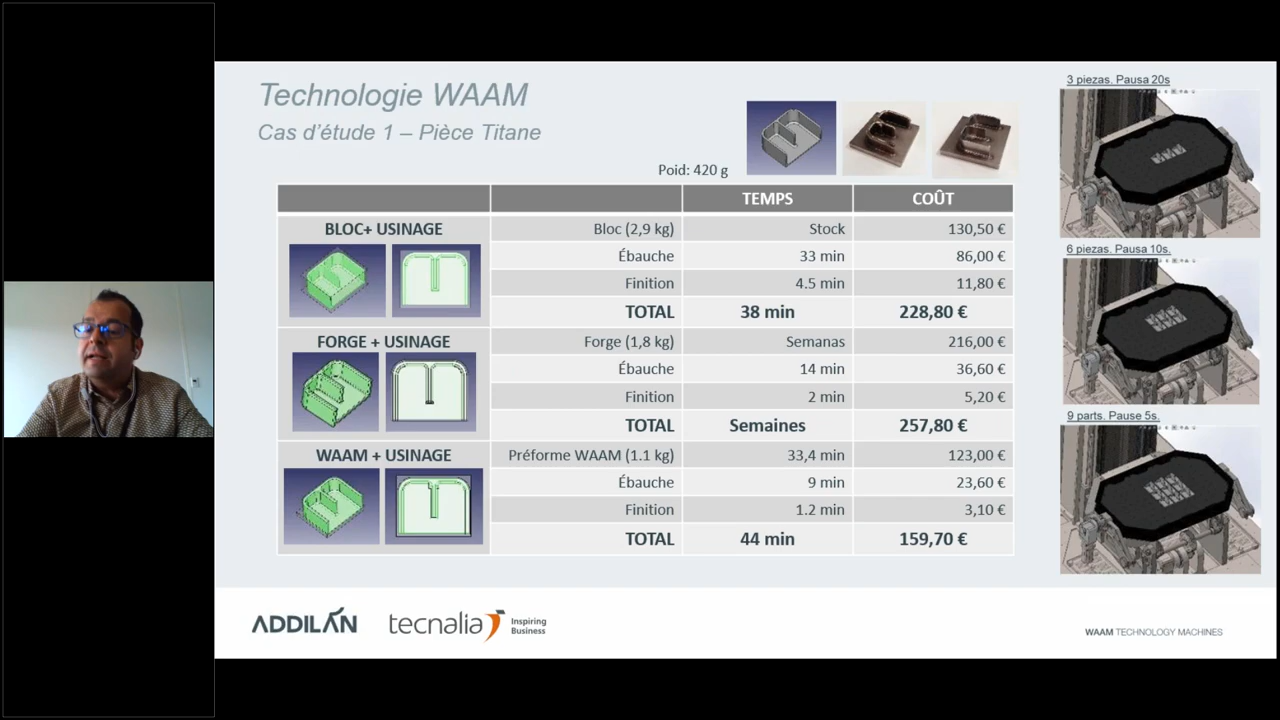 Technologie WAAM
Cas d'étude 1 – Pièce Titane
Poid: 420 g
TEMPS COÛT
BLOC+ USINAGE
Bloc (2,9 kg) Stock 130,50 €
Ébauche 33 min 86,00 €
Finition 4.5 min 11,80 €
TOTAL 38 min 228,80 €
FORGE + USINAGE
Forge (1,8 kg) Semanas 216,00 €
Ébauche 14 min 36,60 €
Finition 2 min 5,20 €
TOTAL Semaines 257,80 €
WAAM + USINAGE
Préforme WAAM (1.1 kg) 33,4 min 123,00 €
Ébauche 9 min 23,60 €
Finition 1.2 min 3,10 €
TOTAL 44 min 159,70 €
3 piezas. Pausa 20s
6 piezas. Pausa 10s.
9 parts. Pause 5s.
ADDILAN
tecnalia Inspiring
Business
WAAM TECHNOLOGY MACHINES